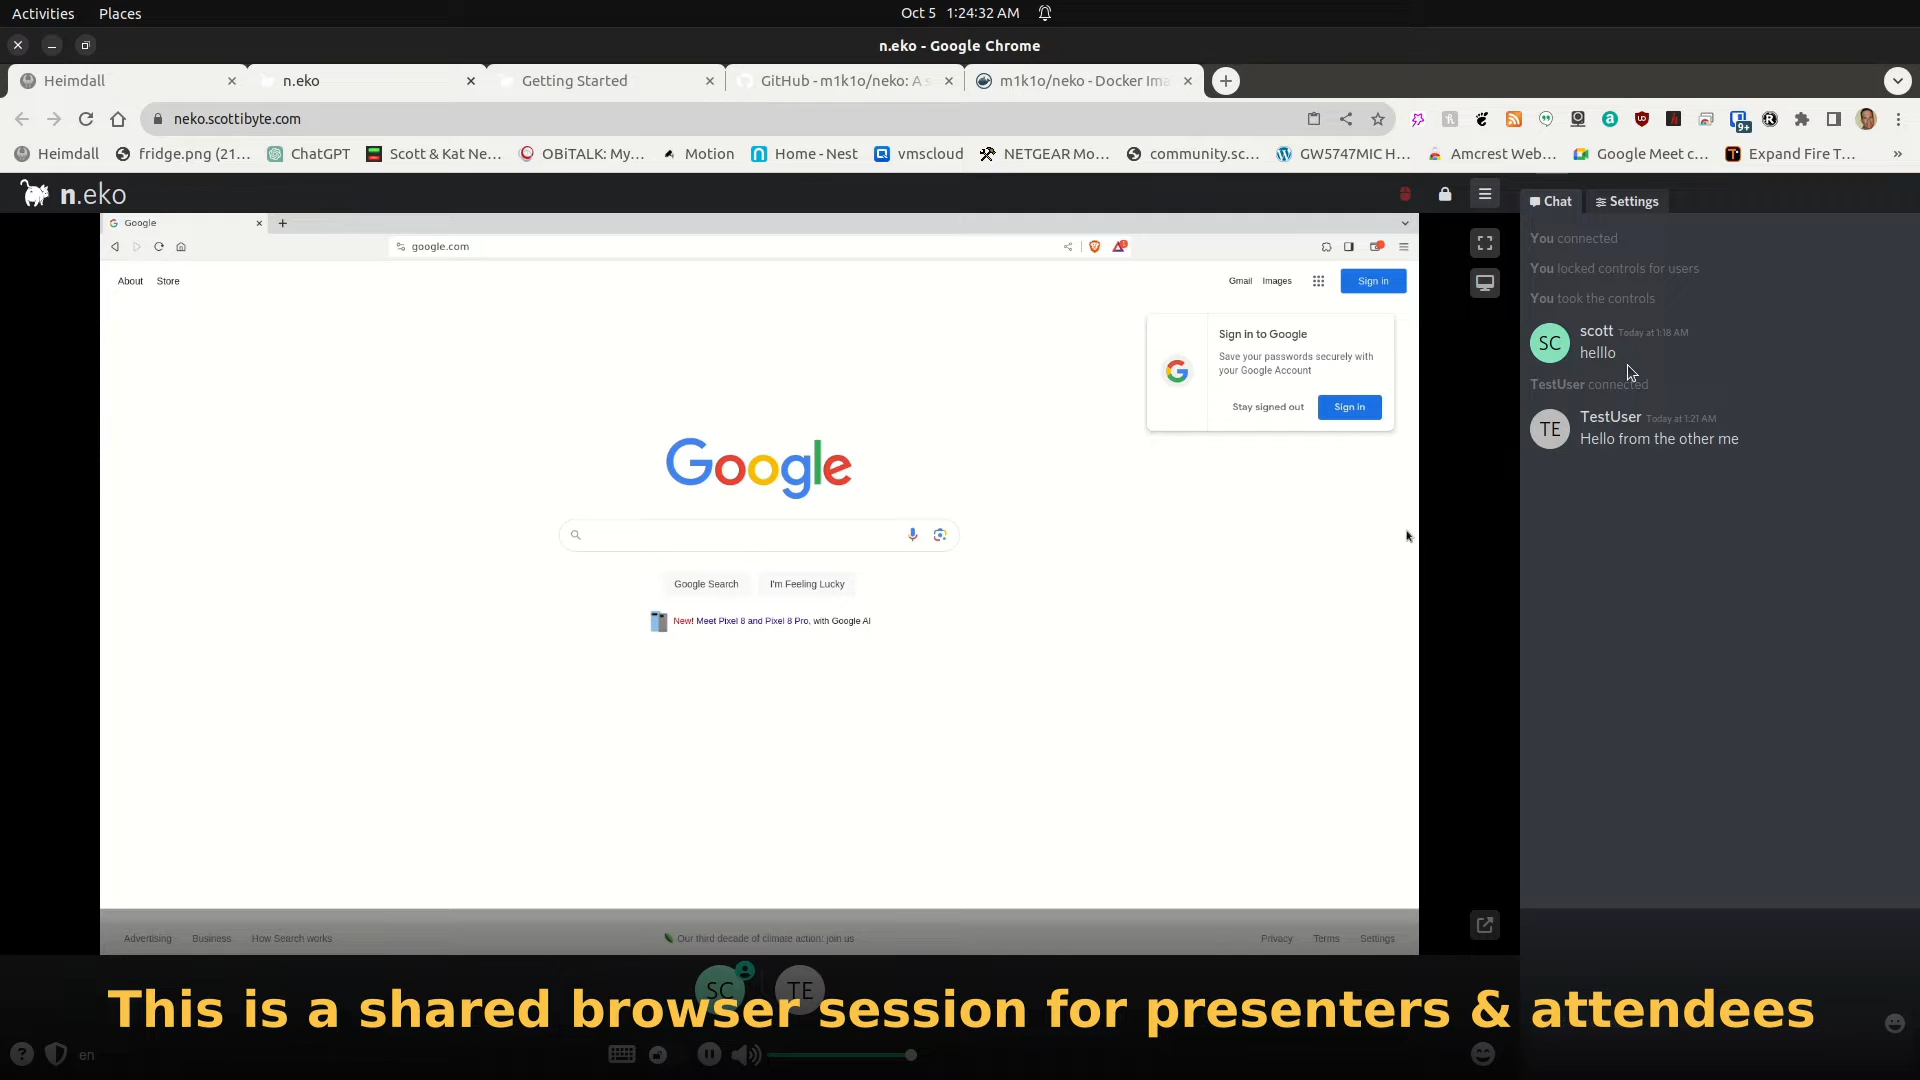 Activities Places
Oct 5 1:24:32 AM
n.eko - Google Chrome
Heimdall
n.eko
Getting Started
GitHub - m1k1o/neko: A s
m1k1o/neko - Docker Ima
neko.scottibyte.com
9+
Heimdall
fridge.png (21...
ChatGPT
Scott & Kat Ne...
OBiTALK: My...
Motion
Home - Nest
vmscloud
NETGEAR Mo...
community.sc...
GW5747MIC H...
Amcrest Web...
Google Meet c...
Expand Fire T...
»
n.eko
Chat
Settings
Google
google.com
About Store
Gmail Images
Sign in
Sign in to Google
Save your passwords securely with
your Google Account
Stay signed out
Sign in
Google
Google Search
I'm Feeling Lucky
New! Meet Pixel 8 and Pixel 8 Pro, with Google AI
Advertising Business How Search works
Our third decade of climate action: join us
Privacy Terms Settings
You connected
You locked controls for users
You took the controls
SC
scott Today at 1:18 AM
helllo
TestUser connected
TE
TestUser Today at 1:21 AM
Hello from the other me
SC
TE
This is a shared browser session for presenters & attendees
en